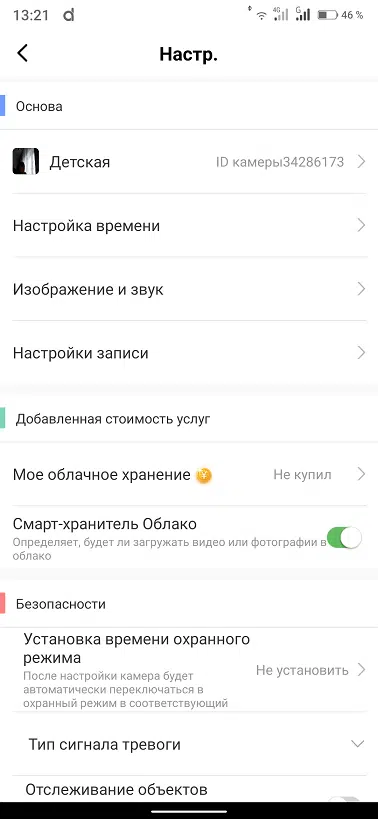 13:21 d 4G G 46 %
Настр.
Основа
Детская ID камеры34286173
Настройка времени
Изображение и звук
Настройки записи
Добавленная стоимость услуг
Мое облачное хранение ¥ Не купил
Смарт-хранитель Облако
Определяет, будет ли загружать видео или фотографии в
облако
Безопасности
Установка времени охранного
режима
Не установить
После настройки камера будет
автоматически переключаться в
охранный режим в соответствующий
Тип сигнала тревоги
Отслеживание объектов